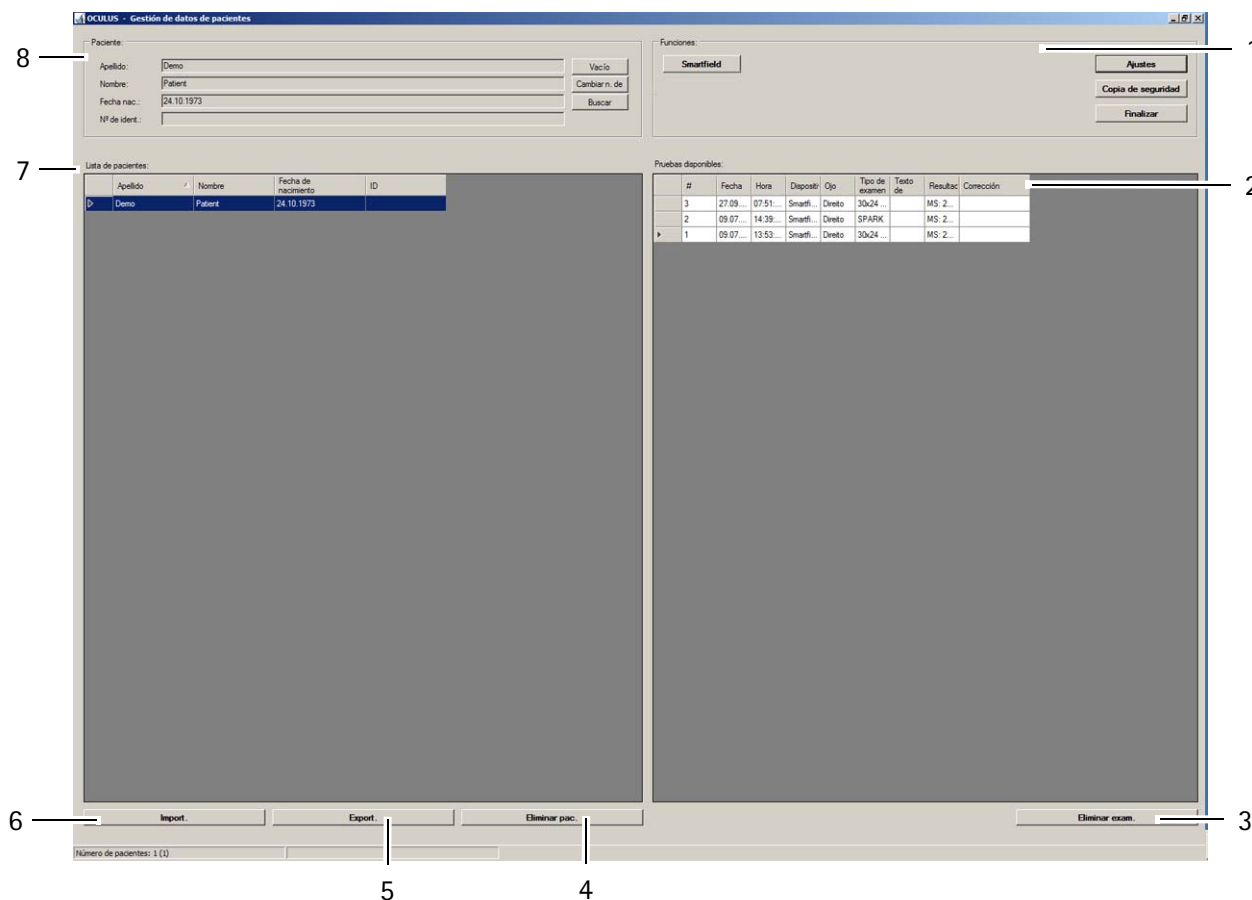 OCULUS - Gestión de datos de pacientes
Paciente:
Apellido: Demo Vacío
Nombre: Patient Cambiar n. de
Fecha nac.: 24.10.1973 Buscar
Nº de ident.:
Funciones:
Smartfield Ajustes
Copia de seguridad
Finalizar
8
1
7
Lista de pacientes:
Apellido Nombre Fecha de nacimiento ID
Demo Patient 24.10.1973
Pruebas disponibles:
# Fecha Hora Dispositi Ojo Tipo de examen Texto de Resultac Corrección
3 27.09.... 07:51:... Smartfi... Direito 30x24 ... MS: 2...
2 09.07.... 14:39:... Smartfi... Direito SPARK MS: 2...
1 09.07.... 13:53:... Smartfi... Direito 30x24 ... MS: 2...
2
6
Import. Export. Eliminar pac. Eliminar exam.
3
Número de pacientes: 1 (1)
5
4